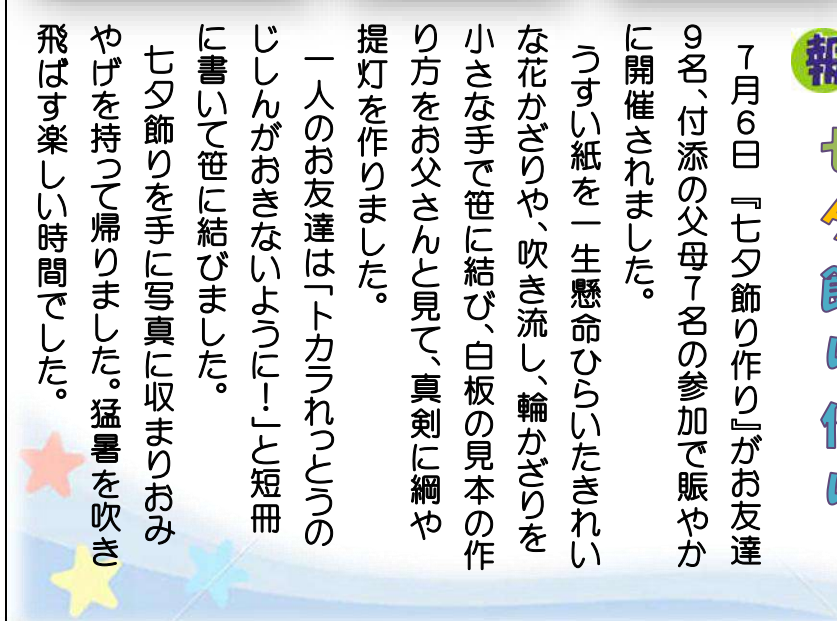 報
七夕飾り作り
７月６日　『七夕飾り作り』がお友達
９名、付添の父母７名の参加で賑やか
に開催されました。
うすい紙を一生懸命ひらいたきれい
な花かざりや、吹き流し、輪かざりを
小さな手で笹に結び、白板の見本の作
り方をお父さんと見て、真剣に網や
提灯を作りました。
一人のお友達は「トカラれっとうの
じしんがおきないように！」と短冊
に書いて笹に結びました。
七夕飾りを手に写真に収まりおみ
やげを持って帰りました。猛暑を吹き
飛ばす楽しい時間でした。